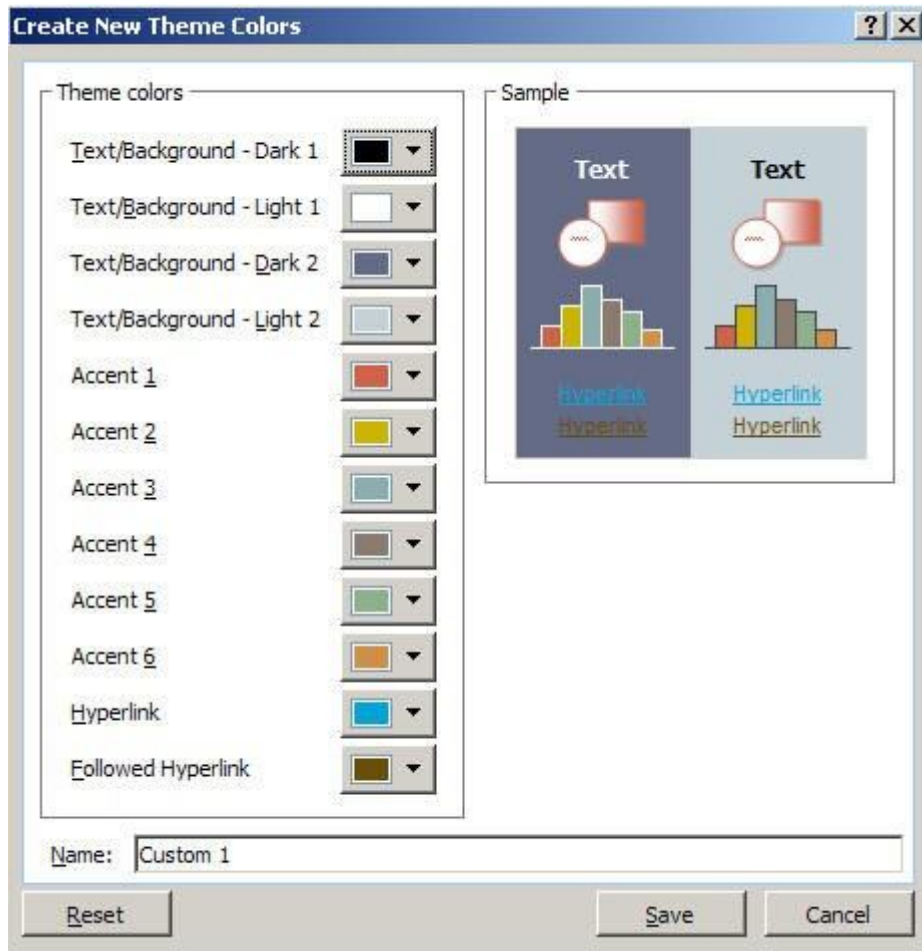 Create New Theme Colors
Theme colors
Text/Background - Dark 1
Text/Background - Light 1
Text/Background - Dark 2
Text/Background - Light 2
Accent 1
Accent 2
Accent 3
Accent 4
Accent 5
Accent 6
Hyperlink
Followed Hyperlink
Sample
Text Text
Hyperlink Hyperlink
Hyperlink Hyperlink
Name: Custom 1
Reset Save Cancel